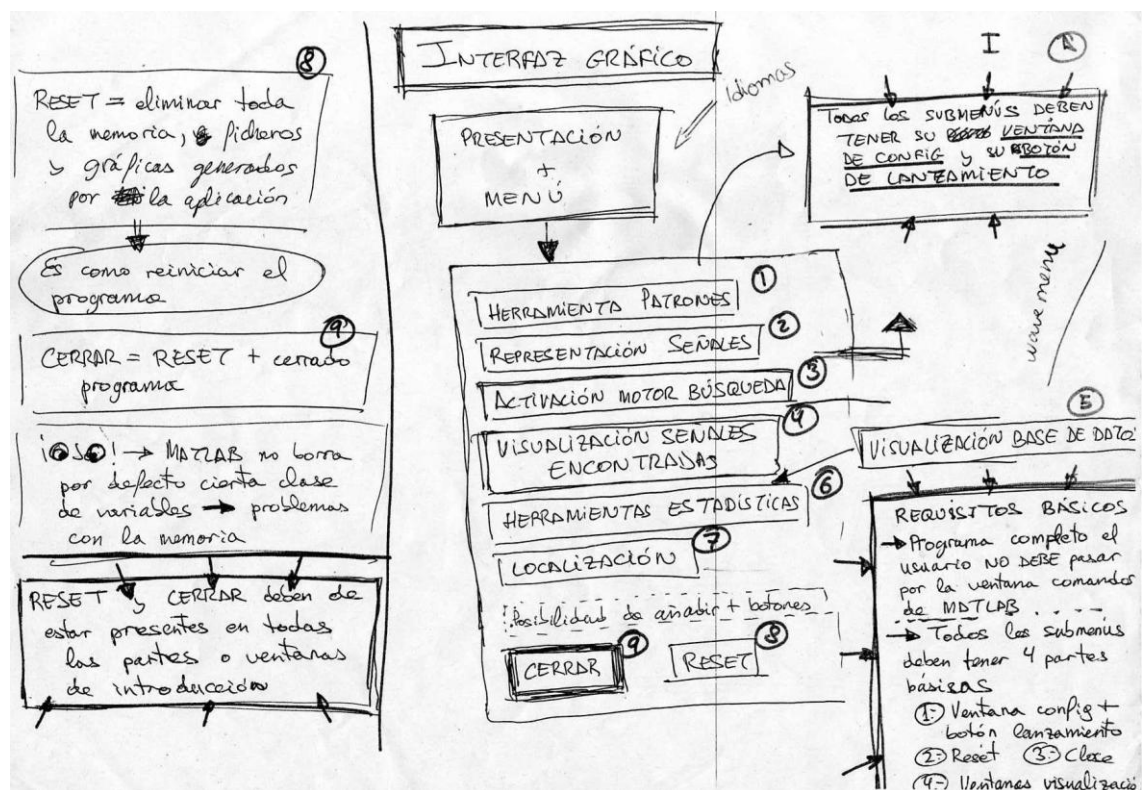 8
RESET = eliminar toda
la memoria, ficheros
y gráficas generados
por la aplicación
Es como reiniciar el
programa
9
CERRAR = RESET + cerrado
programa
¡OJO! → MATLAB no borra
por defecto cierta clase
de variables → problemas
con la memoria
RESET y CERRAR deben de
estar presentes en todas
las partes o ventanas
de introducción
INTERFAZ GRÁFICO
Idiomas
PRESENTACIÓN
+
MENÚ
1
HERRAMIENTA PATRONES
2
REPRESENTACIÓN SEÑALES
3
ACTIVACIÓN MOTOR BÚSQUEDA
4
VISUALIZACIÓN SEÑALES
ENCONTRADAS
6
HERRAMIENTAS ESTADÍSTICAS
7
LOCALIZACIÓN
Posibilidad de añadir + botones
9
CERRAR
8
RESET
I
TODOS LOS SUBMENÚS DEBEN
TENER SU VENTANA
DE CONFIG Y SU BOTÓN
DE LANZAMIENTO
wave menu
5
VISUALIZACIÓN BASE DE DATO
REQUISITOS BÁSICOS
→ Programa completo el
usuario NO DEBE pasar
por la ventana comandos
de MATLAB
→ Todos los submenús
deben tener 4 partes
básicas
1.- Ventana config +
botón lanzamiento
2.- Reset 3.- Close
4.- Ventanas visualizació